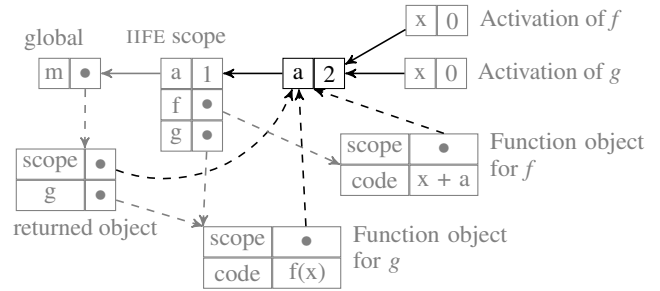 x 0 Activation of f
global
IIFE scope
m
a 1
a 2
x 0 Activation of g
f
g
scope
g
returned object
scope
code x + a
Function object
for f
scope
code f(x)
Function object
for g